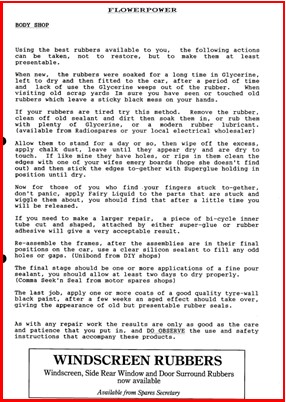 FLOWERPOWER
BODY SHOP
Using the best rubbers available to you, the following actions
can be taken, not to restore, but to make them at least
presentable.
When new, the rubbers were soaked for a long time in Glycerine,
left to dry and then fitted to the car, after a period of time
and lack of use the Glycerine weeps out of the rubber. When
visiting old scrap yards Im sure you have seen or touched old
rubbers which leave a sticky black mess on your hands.
If your rubbers are tired try this method. Remove the rubber,
clean off old sealant and dirt then soak them in, or rub them
with plenty of Glycerine, or a modern rubber lubricant.
(available from Radiospares or your local electrical wholesaler)
Allow them to stand for a day or so, then wipe off the excess,
apply chalk dust, leave until they appear dry and are dry to
touch. If like mine they have holes, or rips in them clean the
edges with one of your wifes emery boards (hope she doesn't find
out) and then stick the edges to-gether with Superglue holding in
position until dry.
Now for those of you who find your fingers stuck to-gether,
don't panic, apply Fairy Liquid to the parts that are stuck and
wiggle them about, you should find that after a little time you
will be released.
If you need to make a larger repair, a piece of bi-cycle inner
tube cut and shaped, attached by either super-glue or rubber
adhesive will give a very acceptable result.
Re-assemble the frames, after the assemblies are in their final
positions on the car, use a clear silicon sealant to fill any odd
holes or gaps. (Unibond from DIY shops)
The final stage should be one or more applications of a fine pour
sealant, you should allow at least two days to dry properly.
(Comma Seek'n Seal from motor spares shops)
The last job, apply one or more coats of a good quality tyre-wall
black paint, after a few weeks an aged effect should take over,
giving the appearance of old but presentable rubber seals.
As with any repair work the results are only as good as the care
and patience that you put in, and DO OBSERVE the use and safety
instructions that accompany these products.
WINDSCREEN RUBBERS
Windscreen, Side Rear Window and Door Surround Rubbers
now available
Available from Spares Secretary